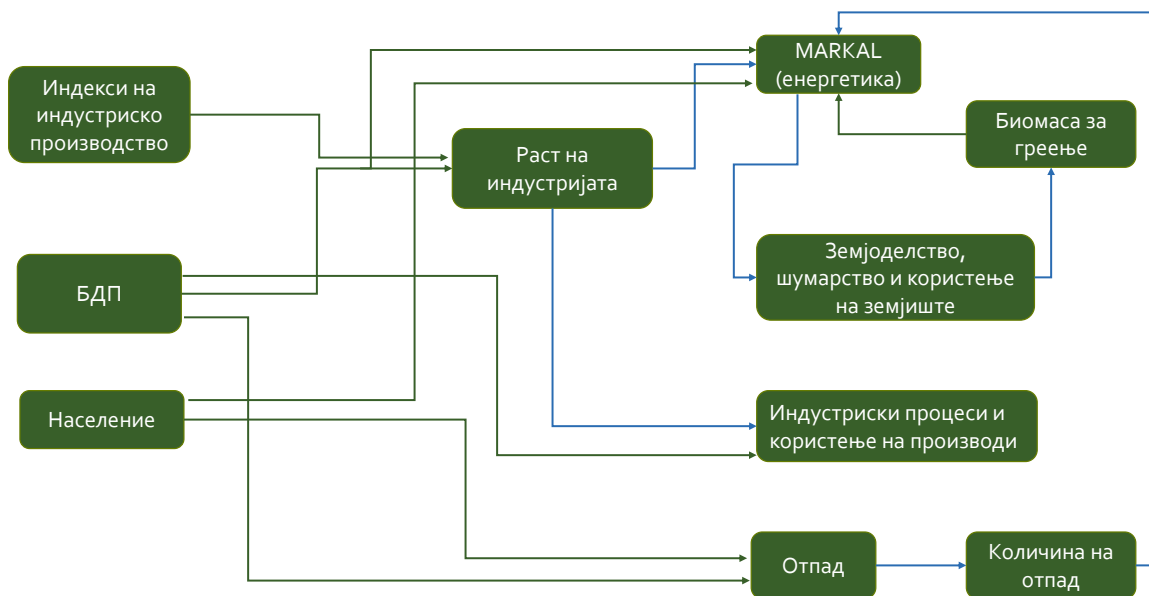 MARKAL
(енергетика)
Индекси на
индустриско
производство
Биомаса за
греење
Раст на
индустријата
Земјоделство,
шумарство и користење
на земјиште
БДП
Население
Индустриски процеси и
користење на производи
Отпад
Количина на
отпад